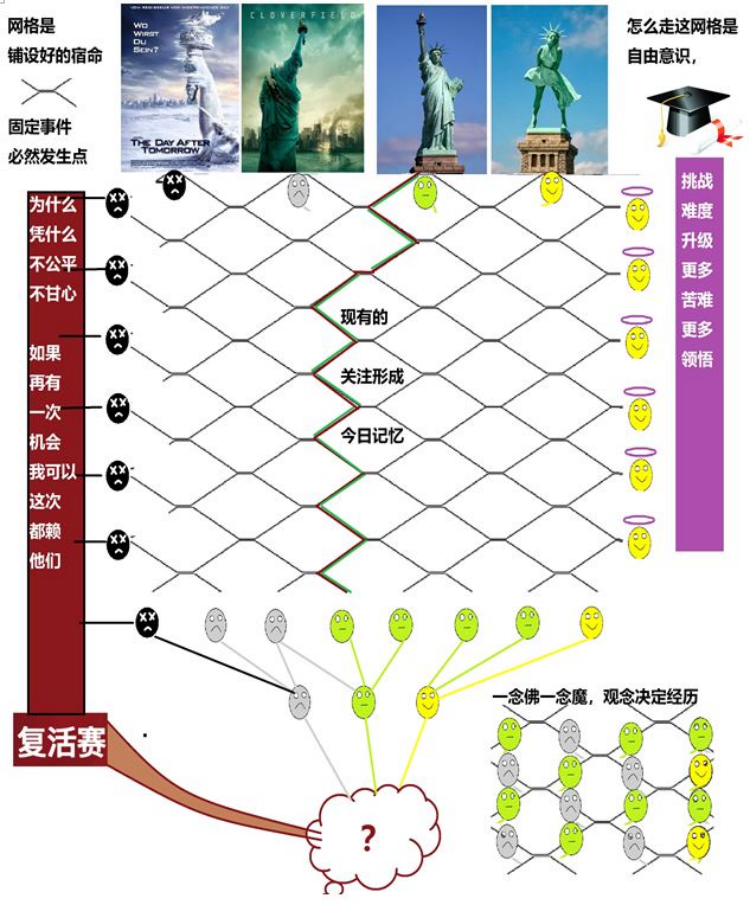 网格是
铺设好的宿命
固定事件
必然发生点
VOM REGISSEUR VON INDEPENDENCE DAY
WO
WIRST
DU
SEIN?
THE DAY AFTER
TOMORROW
CLOVERFIELD
怎么走这网格是
自由意识，
为什么
凭什么
不公平
不甘心
如果
再有
一次
机会
我可以
这次
都赖
他们
复活赛
现有的
关注形成
今日记忆
挑战
难度
升级
更多
苦难
更多
领悟
一念佛一念魔，观念决定经历
?